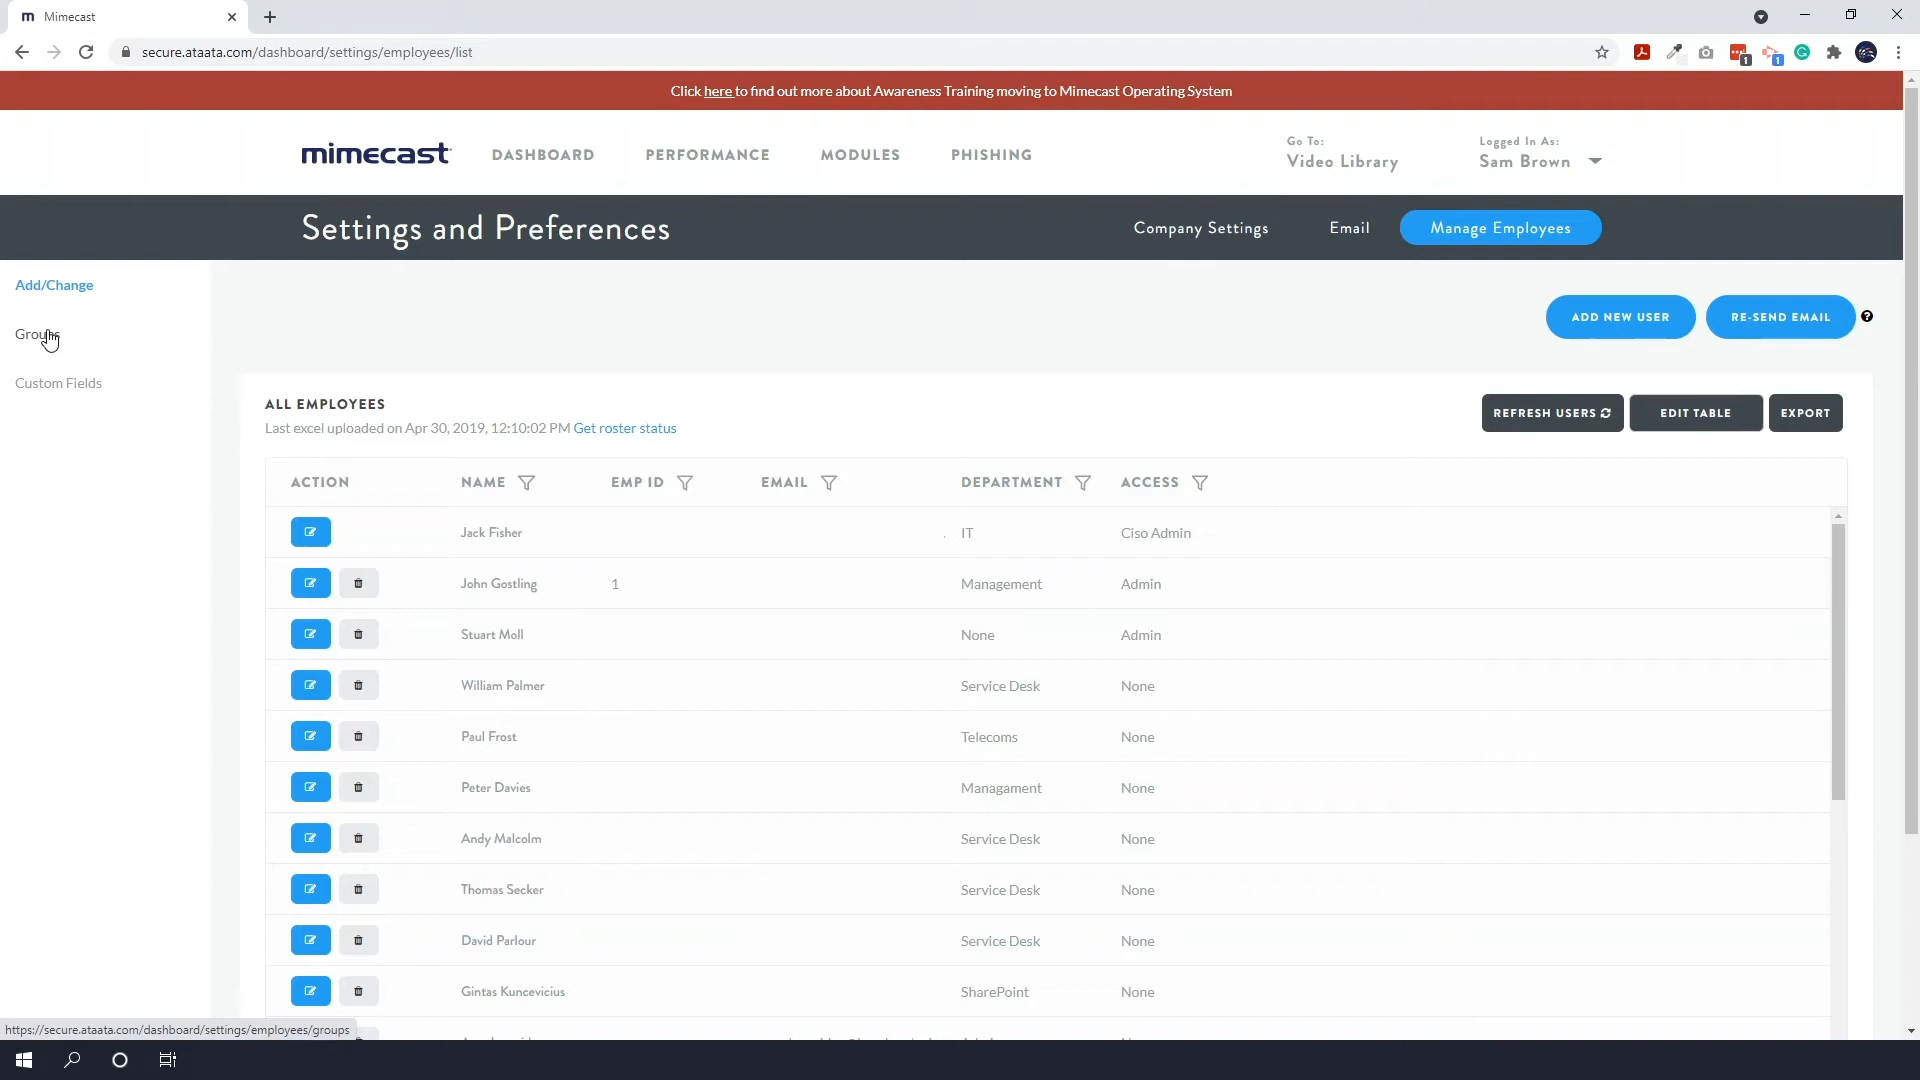 Mimecast
secure.ataata.com/dashboard/settings/employees/list
1
1
Click here to find out more about Awareness Training moving to Mimecast Operating System
mimecast
DASHBOARD
PERFORMANCE
MODULES
PHISHING
Go To:
Video Library
Logged In As:
Sam Brown
Settings and Preferences
Company Settings
Email
Manage Employees
Add/Change
Groups
Custom Fields
ADD NEW USER
RE-SEND EMAIL
ALL EMPLOYEES
Last excel uploaded on Apr 30, 2019, 12:10:02 PM Get roster status
REFRESH USERS
EDIT TABLE
EXPORT
ACTION NAME EMP ID EMAIL DEPARTMENT ACCESS
Jack Fisher IT Ciso Admin
John Gostling 1 Management Admin
Stuart Moll None Admin
William Palmer Service Desk None
Paul Frost Telecoms None
Peter Davies Managament None
Andy Malcolm Service Desk None
Thomas Secker Service Desk None
David Parlour Service Desk None
Gintas Kuncevicius SharePoint None
https://secure.ataata.com/dashboard/settings/employees/groups